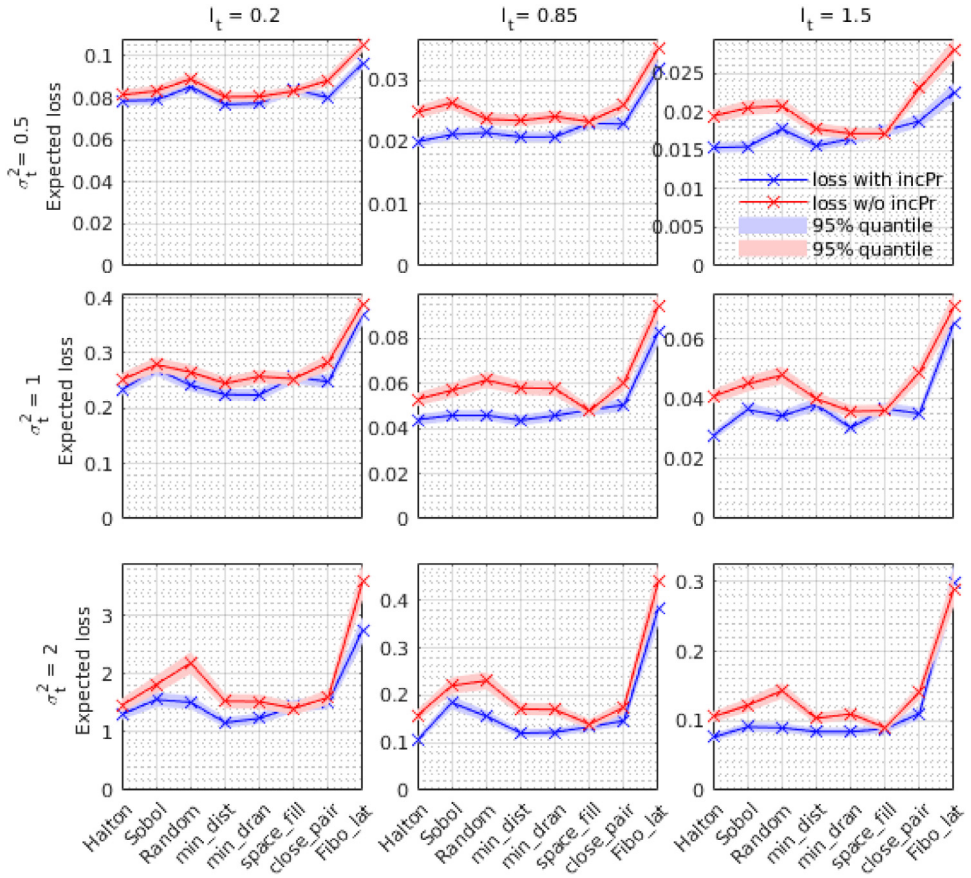 l_t = 0.2
l_t = 0.85
l_t = 1.5
σ_t^2 = 0.5
Expected loss
0.1
0.08
0.06
0.04
0.02
0
0.03
0.02
0.01
0
0.025
0.02
0.015
0.01
0.005
0
loss with incPr
loss w/o incPr
95% quantile
95% quantile
σ_t^2 = 1
Expected loss
0.4
0.3
0.2
0.1
0
0.08
0.06
0.04
0.02
0
0.06
0.04
0.02
0
σ_t^2 = 2
Expected loss
3
2
1
0
0.4
0.3
0.2
0.1
0
0.3
0.2
0.1
0
Halton
Sobol
Random
min_dist
min_dran
space_fill
close_pair
Fibo_lat
Halton
Sobol
Random
min_dist
min_dran
space_fill
close_pair
Fibo_lat
Halton
Sobol
Random
min_dist
min_dran
space_fill
close_pair
Fibo_lat